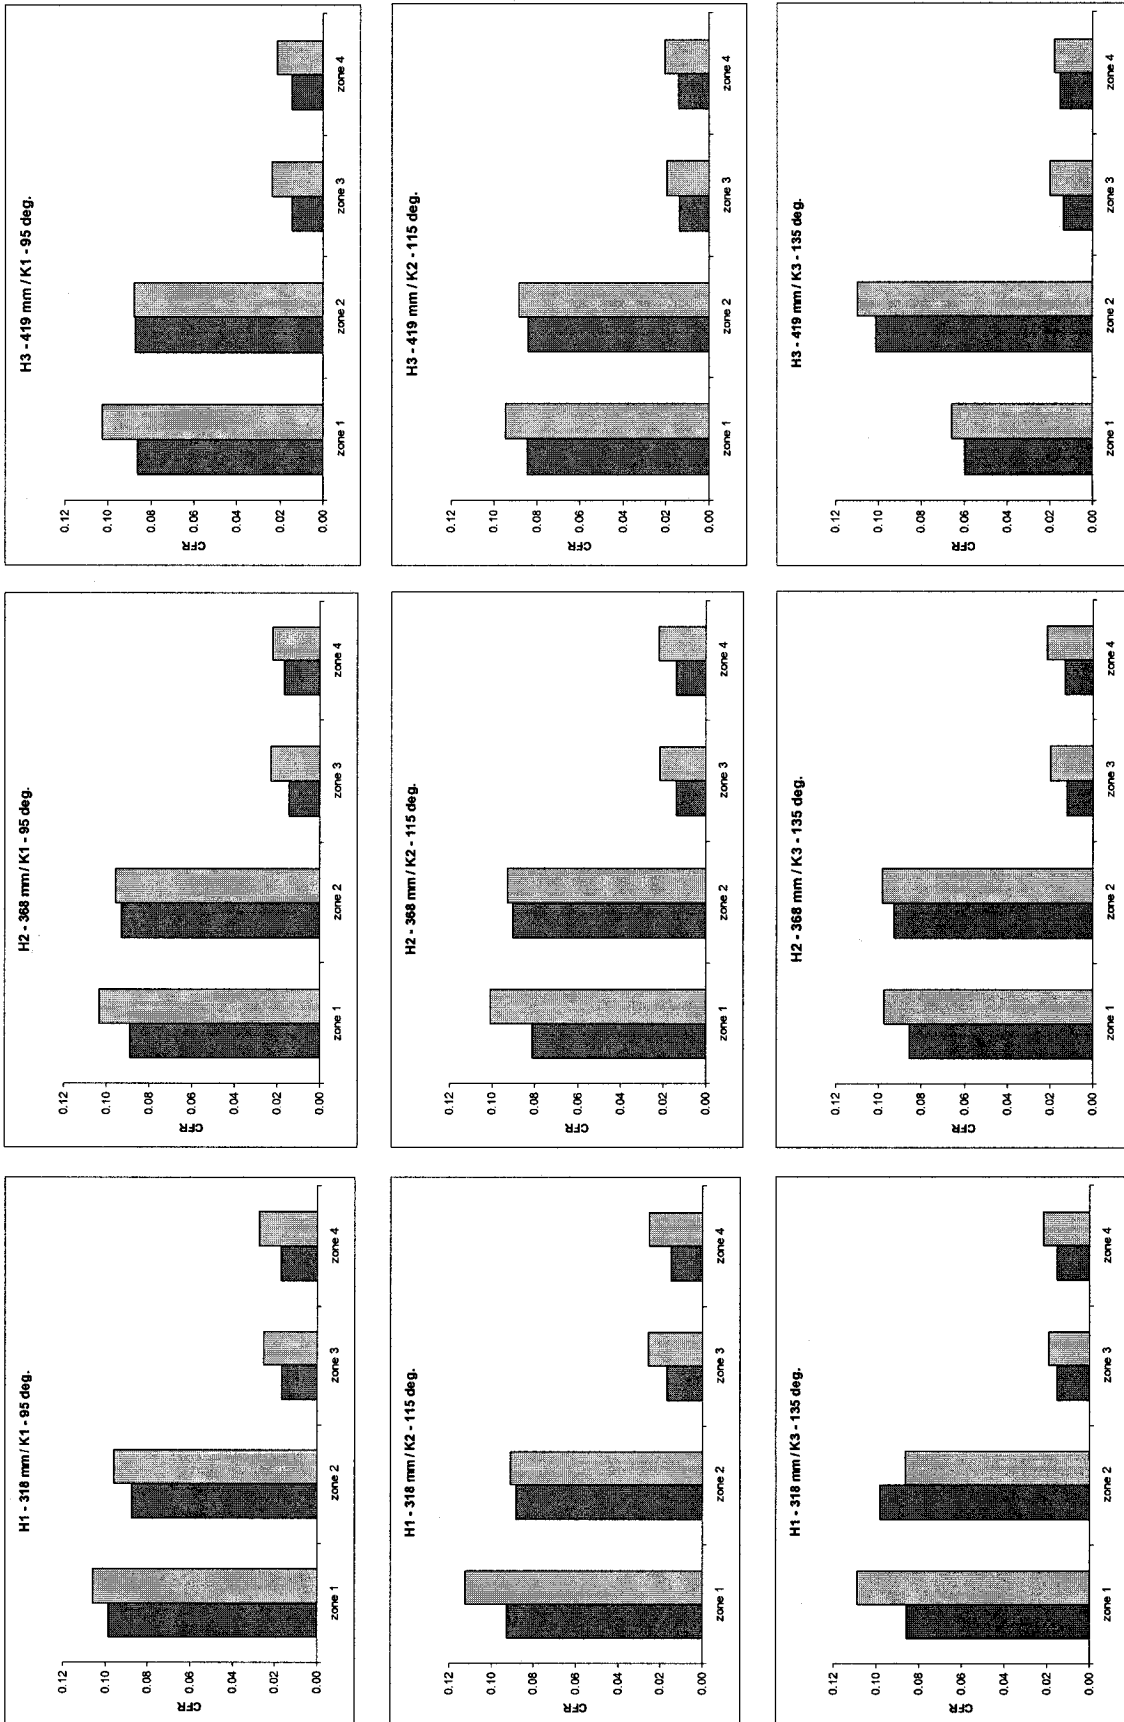 H1 - 318 mm / K1 - 95 deg.
0.12
0.10
0.08
0.06
0.04
0.02
0.00
CFR
zone 1
zone 2
zone 3
zone 4
H2 - 368 mm / K1 - 95 deg.
0.12
0.10
0.08
0.06
0.04
0.02
0.00
CFR
zone 1
zone 2
zone 3
zone 4
H3 - 419 mm / K1 - 95 deg.
0.12
0.10
0.08
0.06
0.04
0.02
0.00
CFR
zone 1
zone 2
zone 3
zone 4
H1 - 318 mm / K2 - 115 deg.
0.12
0.10
0.08
0.06
0.04
0.02
0.00
CFR
zone 1
zone 2
zone 3
zone 4
H2 - 368 mm / K2 - 115 deg.
0.12
0.10
0.08
0.06
0.04
0.02
0.00
CFR
zone 1
zone 2
zone 3
zone 4
H3 - 419 mm / K2 - 115 deg.
0.12
0.10
0.08
0.06
0.04
0.02
0.00
CFR
zone 1
zone 2
zone 3
zone 4
H1 - 318 mm / K3 - 135 deg.
0.12
0.10
0.08
0.06
0.04
0.02
0.00
CFR
zone 1
zone 2
zone 3
zone 4
H2 - 368 mm / K3 - 135 deg.
0.12
0.10
0.08
0.06
0.04
0.02
0.00
CFR
zone 1
zone 2
zone 3
zone 4
H3 - 419 mm / K3 - 135 deg.
0.12
0.10
0.08
0.06
0.04
0.02
0.00
CFR
zone 1
zone 2
zone 3
zone 4